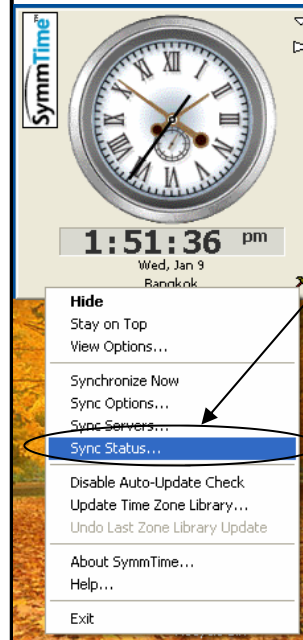 SymmTime
XII
1:51:36 pm
Wed, Jan 9
Bangkok
Hide
Stay on Top
View Options...
Synchronize Now
Sync Options...
Sync Servers...
Sync Status...
Disable Auto-Update Check
Update Time Zone Library...
Undo Last Zone Library Update
About SymmTime...
Help...
Exit